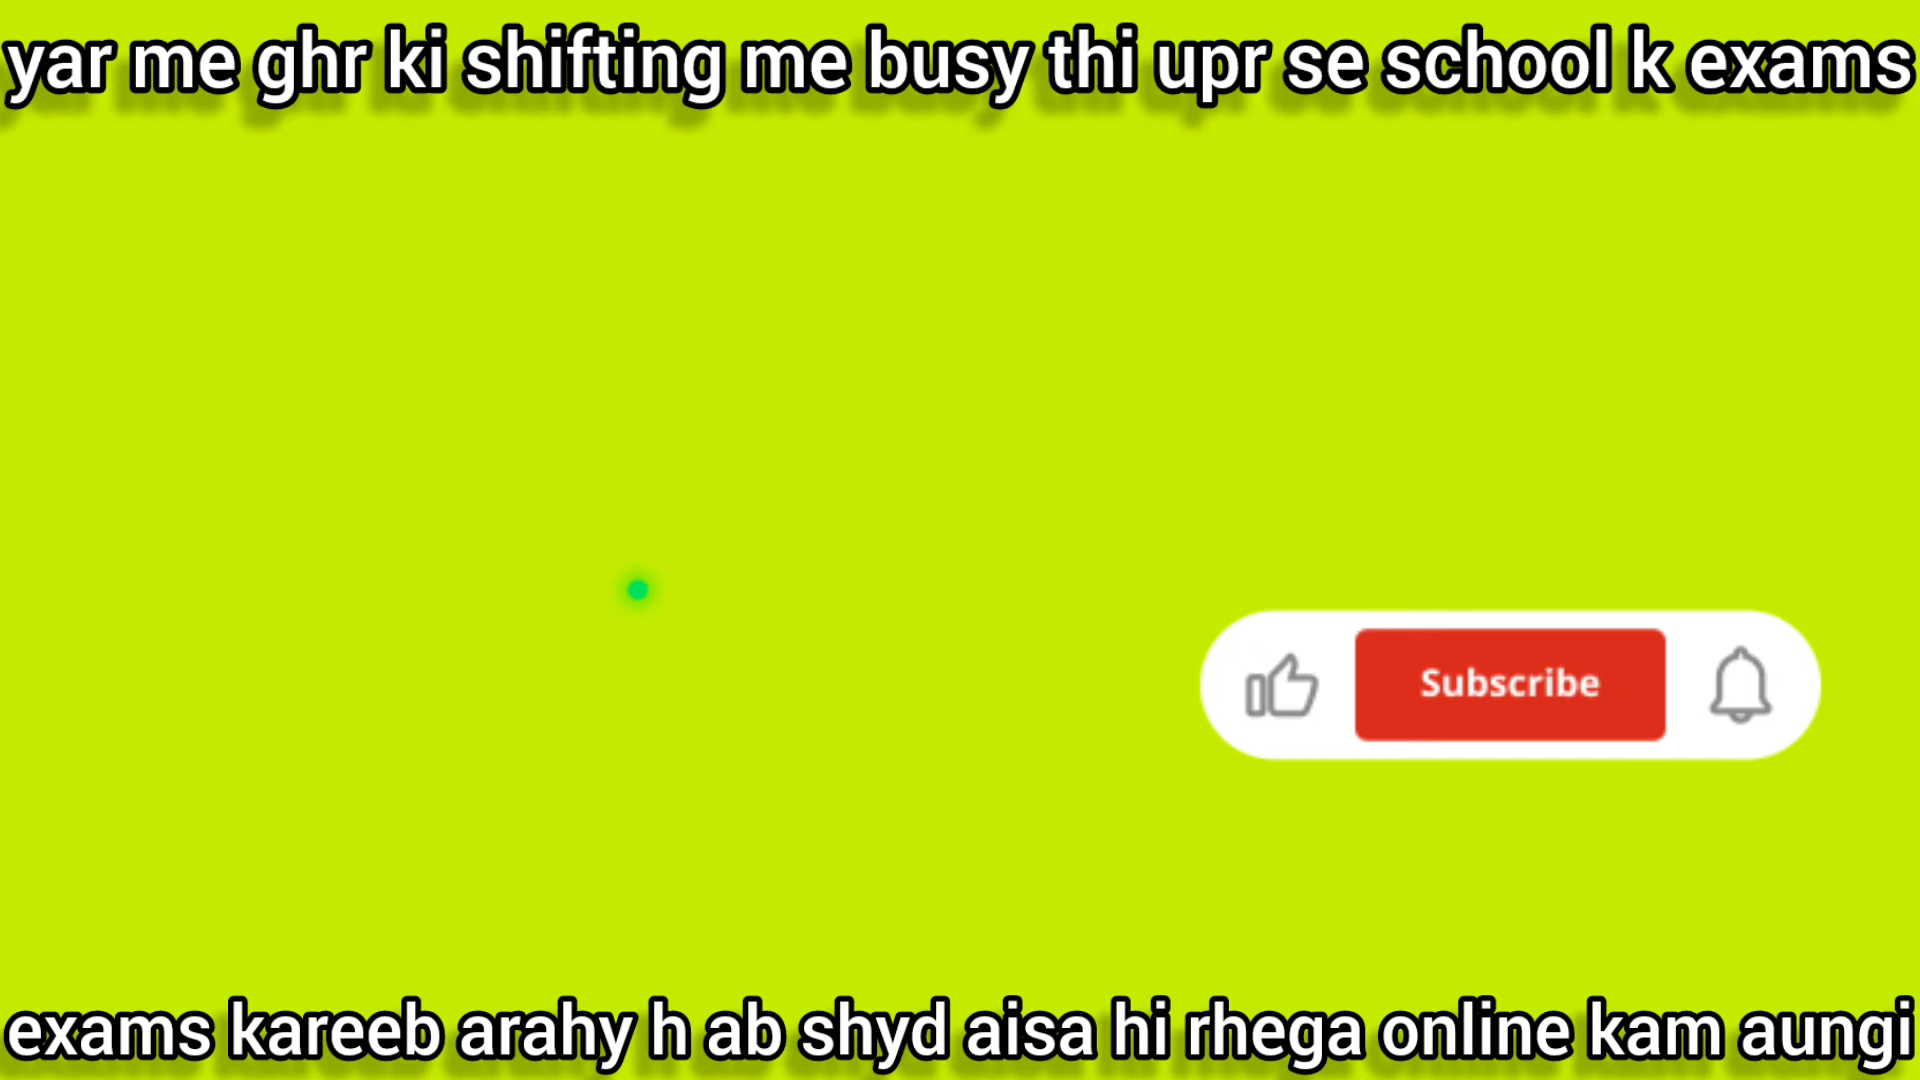 yar me ghr ki shifting me busy thi upr se school k exams
Subscribe
exams kareeb arahy h ab shyd aisa hi rhega online kam aungi